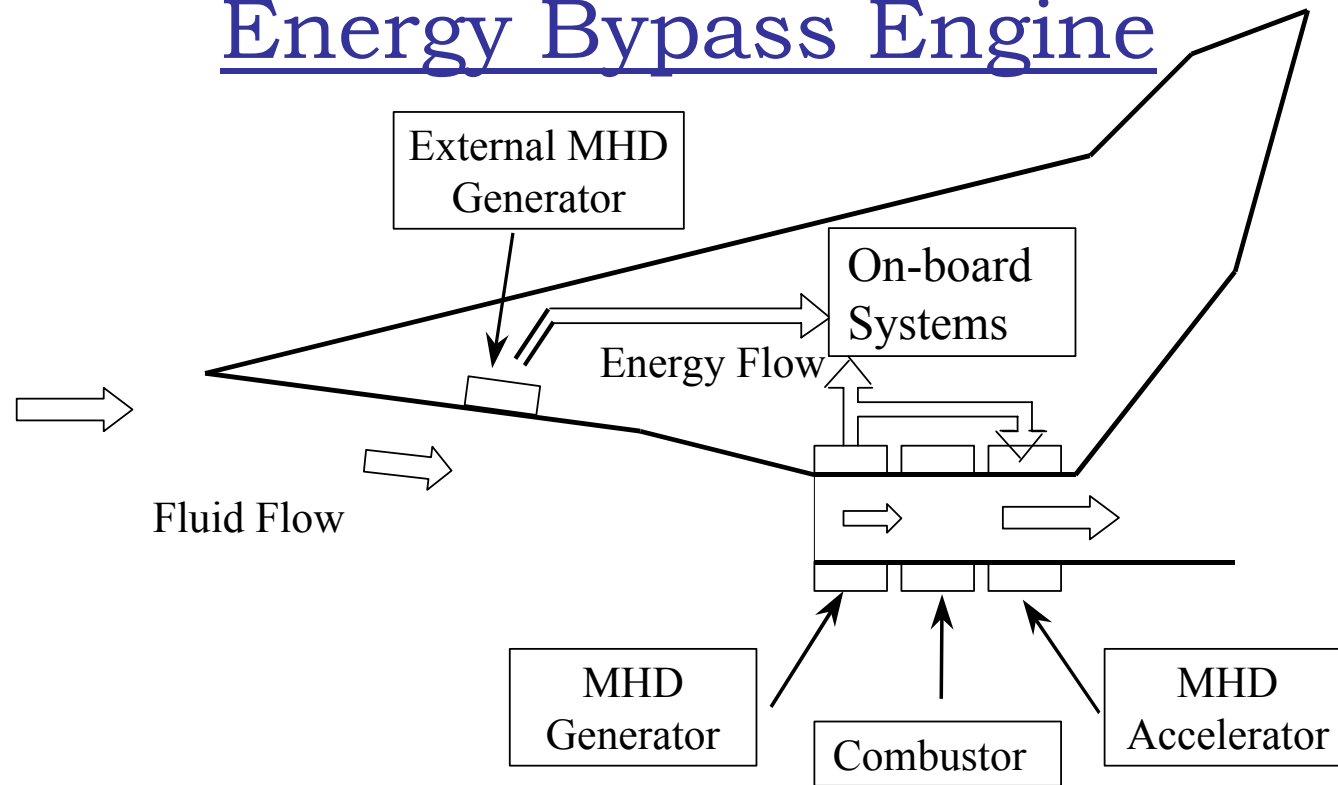 Energy Bypass Engine
External MHD
Generator
On-board
Systems
Energy Flow
Fluid Flow
MHD
Generator
Combustor
MHD
Accelerator